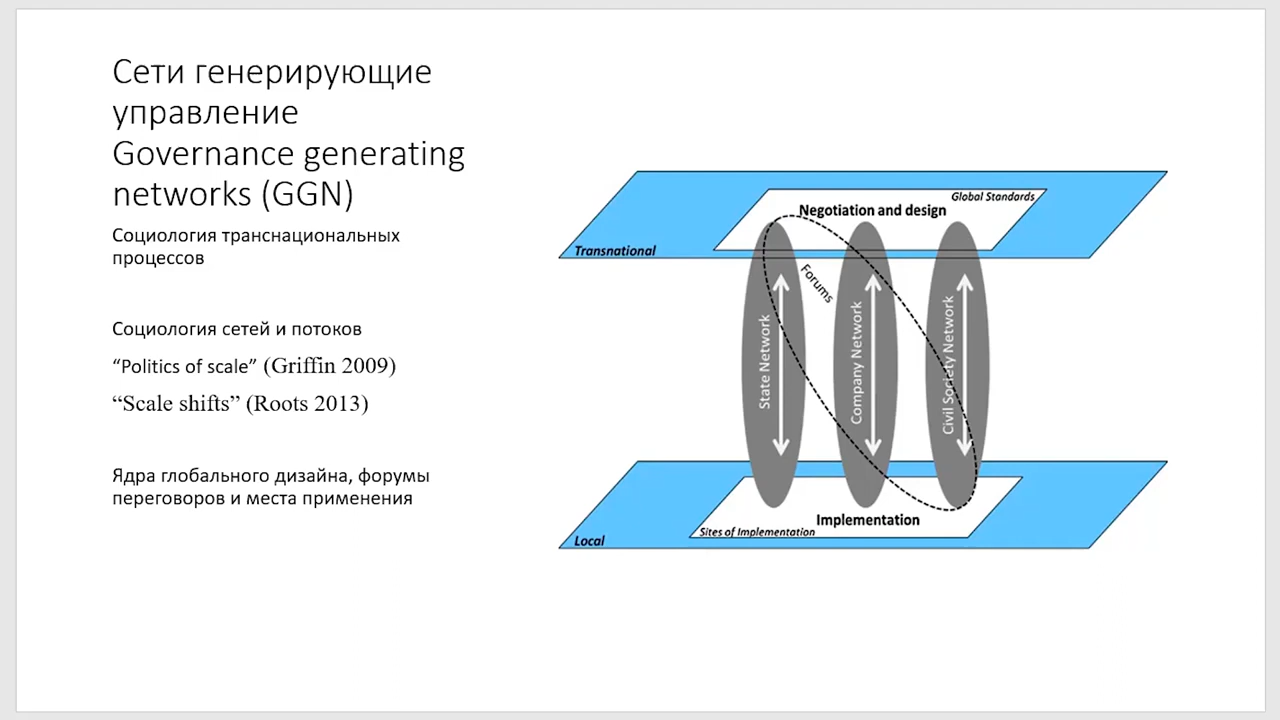 Сети генерирующие
управление
Governance generating
networks (GGN)
Социология транснациональных
процессов
Социология сетей и потоков
“Politics of scale” (Griffin 2009)
“Scale shifts” (Roots 2013)
Ядра глобального дизайна, форумы
переговоров и места применения
Global Standards
Negotiation and design
Transnational
Forums
State Network
Company Network
Civil Society Network
Implementation
Sites of Implementation
Local